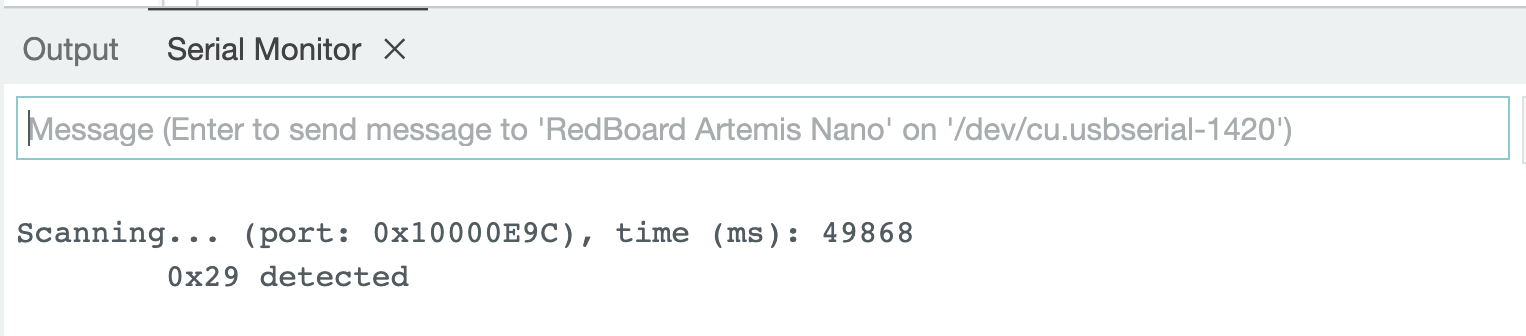 Output Serial Monitor ×
Message (Enter to send message to 'RedBoard Artemis Nano' on '/dev/cu.usbserial-1420')
Scanning... (port: 0x10000E9C), time (ms): 49868
0x29 detected